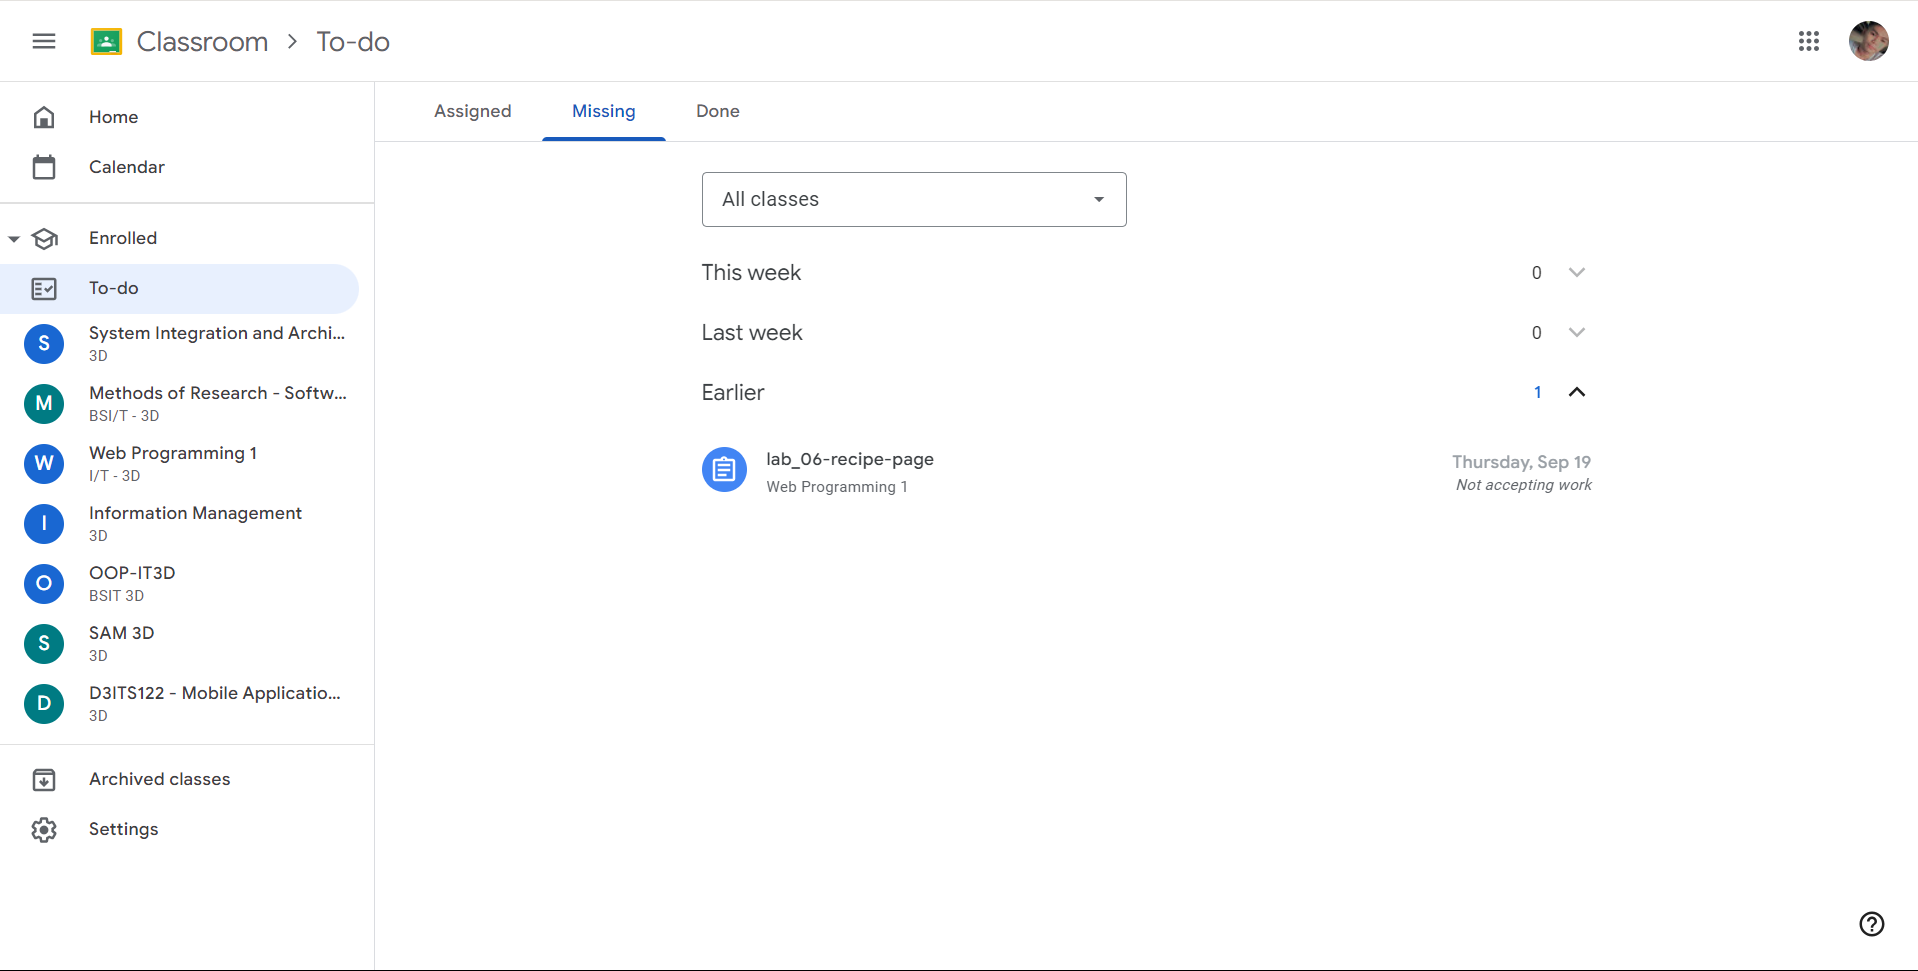 Classroom > To-do
Home
Calendar
Enrolled
To-do
S
System Integration and Archi...
3D
M
Methods of Research - Softw...
BSI/T - 3D
W
Web Programming 1
I/T - 3D
I
Information Management
3D
O
OOP-IT3D
BSIT 3D
S
SAM 3D
3D
D
D3ITS122 - Mobile Applicatio...
3D
Archived classes
Settings
Assigned Missing Done
All classes
This week 0
Last week 0
Earlier 1
lab_06-recipe-page Thursday, Sep 19
Web Programming 1 Not accepting work